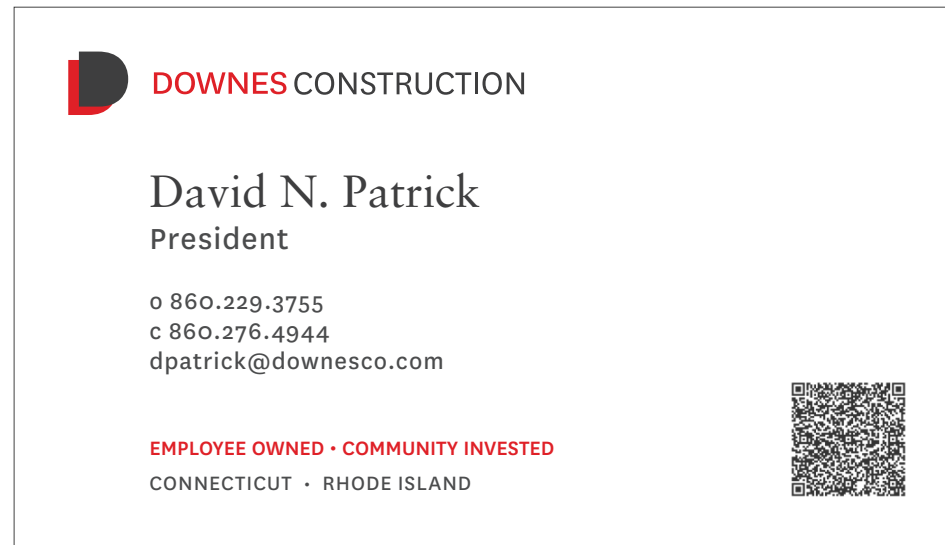 DOWNES CONSTRUCTION
David N. Patrick
President
o 860.229.3755
c 860.276.4944
dpatrick@downesco.com
EMPLOYEE OWNED • COMMUNITY INVESTED
CONNECTICUT • RHODE ISLAND